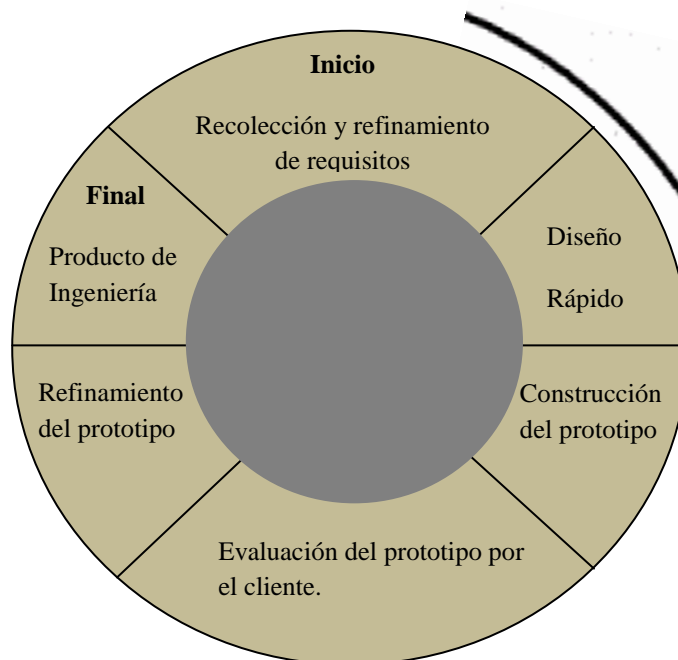 Inicio
Recolección y refinamiento
de requisitos
Diseño
Rápido
Construcción
del prototipo
Evaluación del prototipo por
el cliente.
Refinamiento
del prototipo
Final
Producto de
Ingeniería